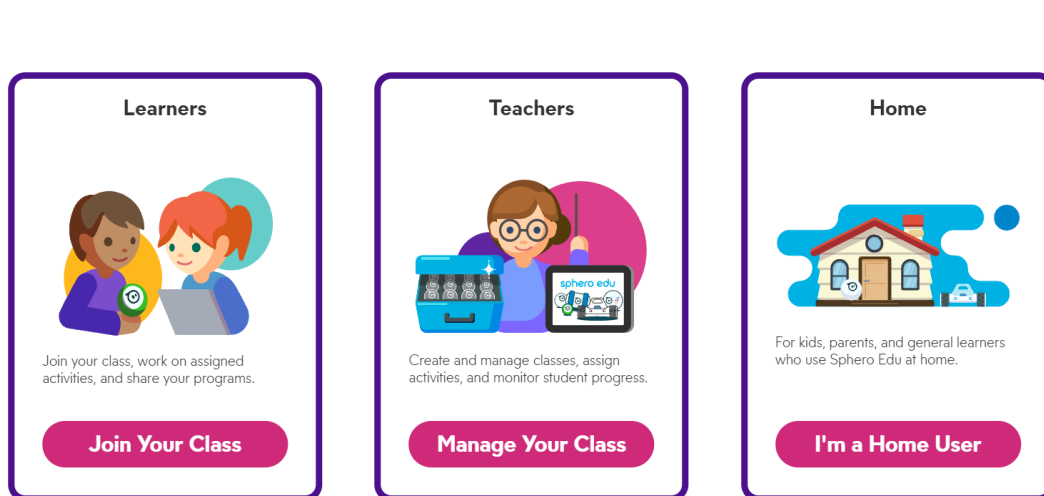 Learners
Join your class, work on assigned
activities, and share your programs.
Join Your Class
Teachers
sphero edu
Create and manage classes, assign
activities, and monitor student progress.
Manage Your Class
Home
For kids, parents, and general learners
who use Sphero Edu at home.
I'm a Home User